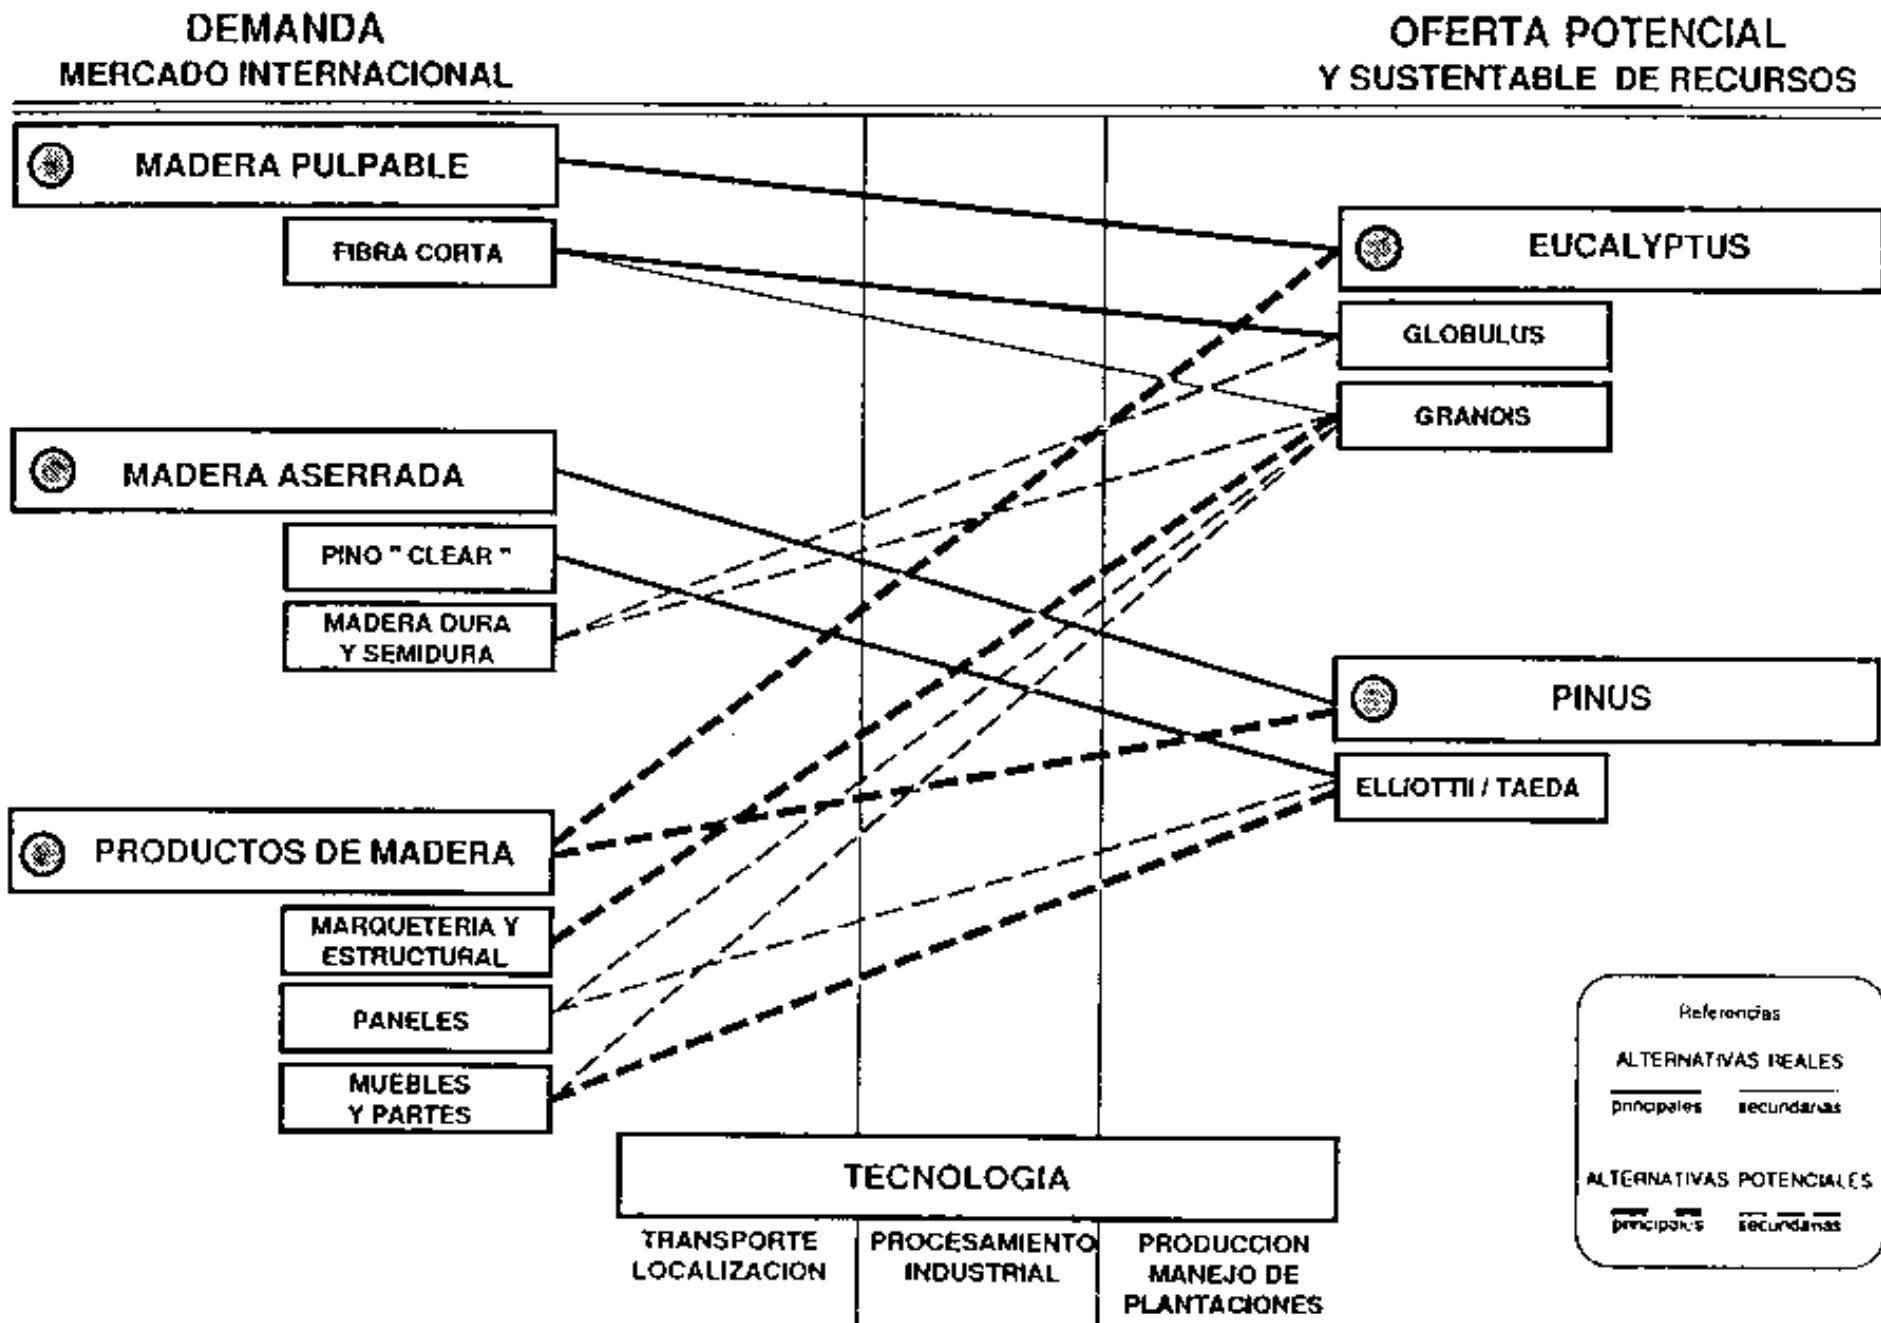 DEMANDA
MERCADO INTERNACIONAL
OFERTA POTENCIAL
Y SUSTENTABLE DE RECURSOS
MADERA PULPABLE
FIBRA CORTA
MADERA ASERRADA
PINO " CLEAR "
MADERA DURA
Y SEMIDURA
PRODUCTOS DE MADERA
MARQUETERIA Y
ESTRUCTURAL
PANELES
MUEBLES
Y PARTES
EUCALYPTUS
GLOBULUS
GRANDIS
PINUS
ELLIOTTII / TAEDA
TECNOLOGIA
TRANSPORTE
LOCALIZACION
PROCESAMIENTO
INDUSTRIAL
PRODUCCION
MANEJO DE
PLANTACIONES
Referencias
ALTERNATIVAS REALES
principales secundarias
ALTERNATIVAS POTENCIALES
principales secundarias